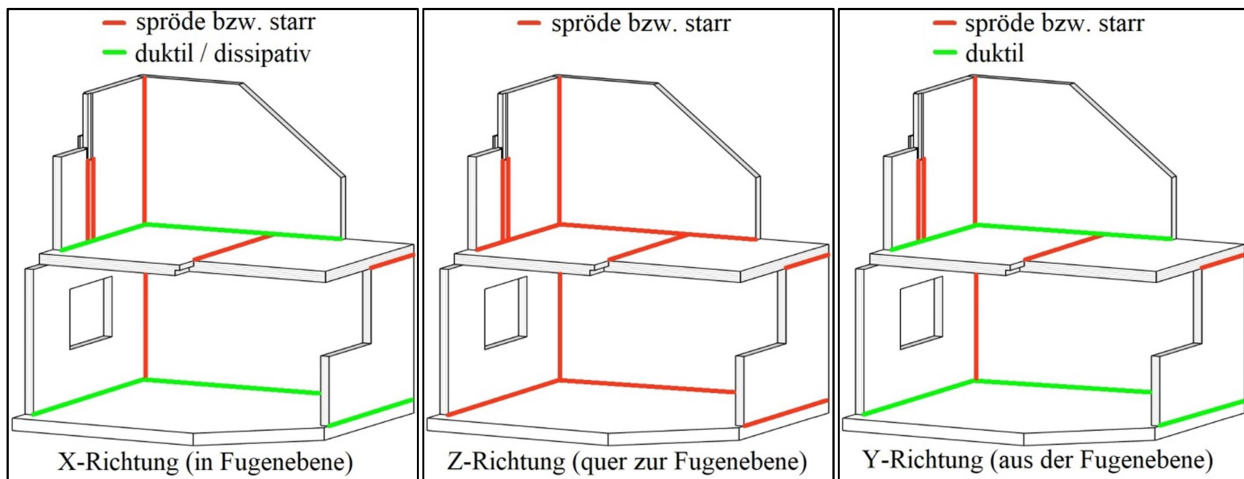 spröde bzw. starr
duktil / dissipativ
X-Richtung (in Fugenebene)
spröde bzw. starr
Z-Richtung (quer zur Fugenebene)
spröde bzw. starr
duktil
Y-Richtung (aus der Fugenebene)